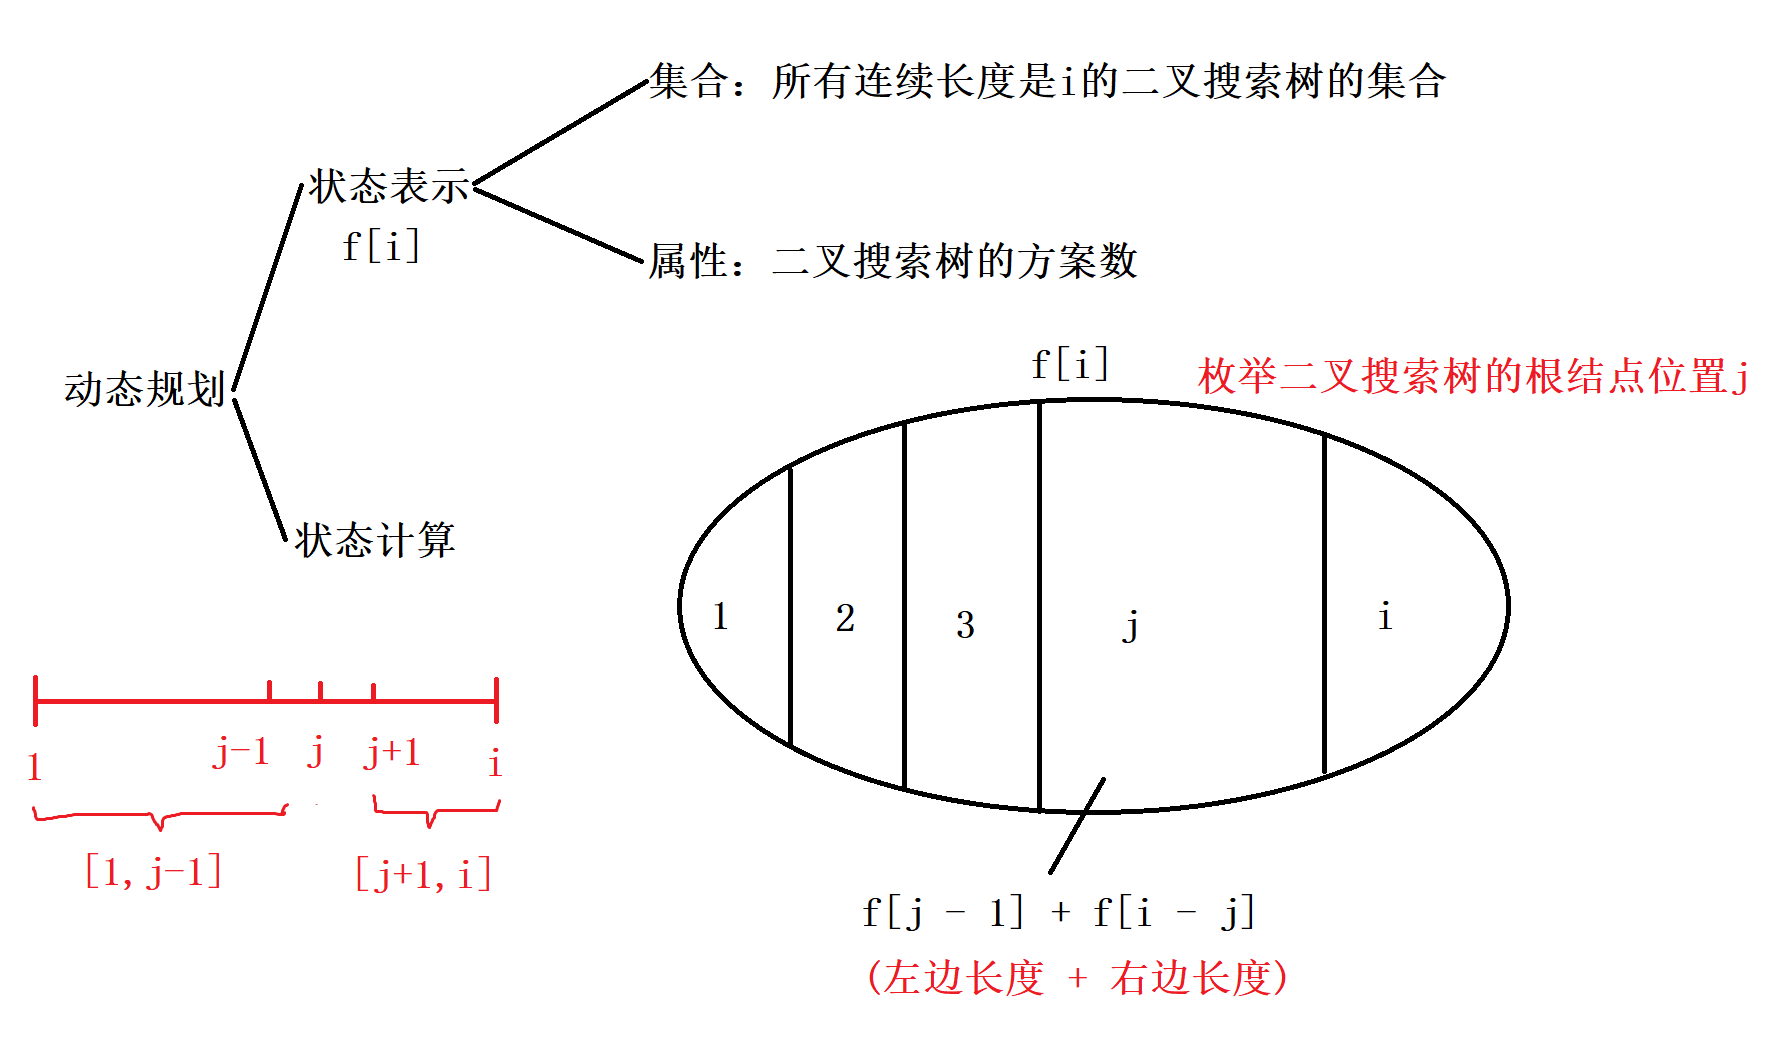 集合：所有连续长度是i的二叉搜索树的集合
状态表示
f[i]
属性：二叉搜索树的方案数
动态规划
状态计算
f[i]
枚举二叉搜索树的根结点位置j
1
2
3
j
i
1
j-1
j
j+1
i
[1,j-1]
[j+1,i]
f[j - 1] + f[i - j]
(左边长度 + 右边长度)